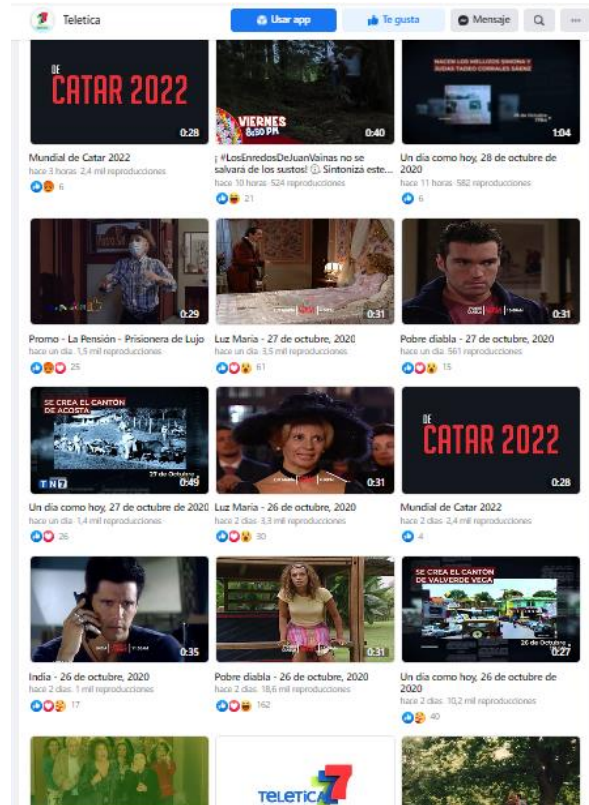 Teletica
Usar app
Te gusta
Mensaje
DE
CATAR 2022
0:28
VIERNES
8:30 PM
0:40
NACEN LOS MELLIZOS SIMONA Y
JUDAS TADEO CORRALES SÁENZ
1:04
Mundial de Catar 2022
hace 3 horas 2,4 mil reproducciones
6
¡ #LosEnredosDeJuanVainas no se
salvará de los sustos! Sintonizá este...
hace 10 horas 524 reproducciones
21
Un día como hoy, 28 de octubre de
2020
hace 11 horas 582 reproducciones
6
0:29
0:31
0:31
Promo - La Pensión - Prisionera de Lujo
hace un día 1,5 mil reproducciones
25
Luz Maria - 27 de octubre, 2020
hace un día 3,5 mil reproducciones
61
Pobre diabla - 27 de octubre, 2020
hace un día 561 reproducciones
15
SE CREA EL CANTÓN
DE ACOSTA
27 de Octubre
TN7
0:49
0:31
DE
CATAR 2022
0:28
Un día como hoy, 27 de octubre de 2020
hace un día 1,4 mil reproducciones
26
Luz Maria - 26 de octubre, 2020
hace 2 días 3,3 mil reproducciones
30
Mundial de Catar 2022
hace 2 días 2,4 mil reproducciones
4
0:35
0:31
SE CREA EL CANTÓN
DE VALVERDE VEGA
26 de Octubre
0:27
India - 26 de octubre, 2020
hace 2 días 1 mil reproducciones
17
Pobre diabla - 26 de octubre, 2020
hace 2 días 18,6 mil reproducciones
162
Un día como hoy, 26 de octubre de
2020
hace 2 días 10,2 mil reproducciones
40
TELETICA 7